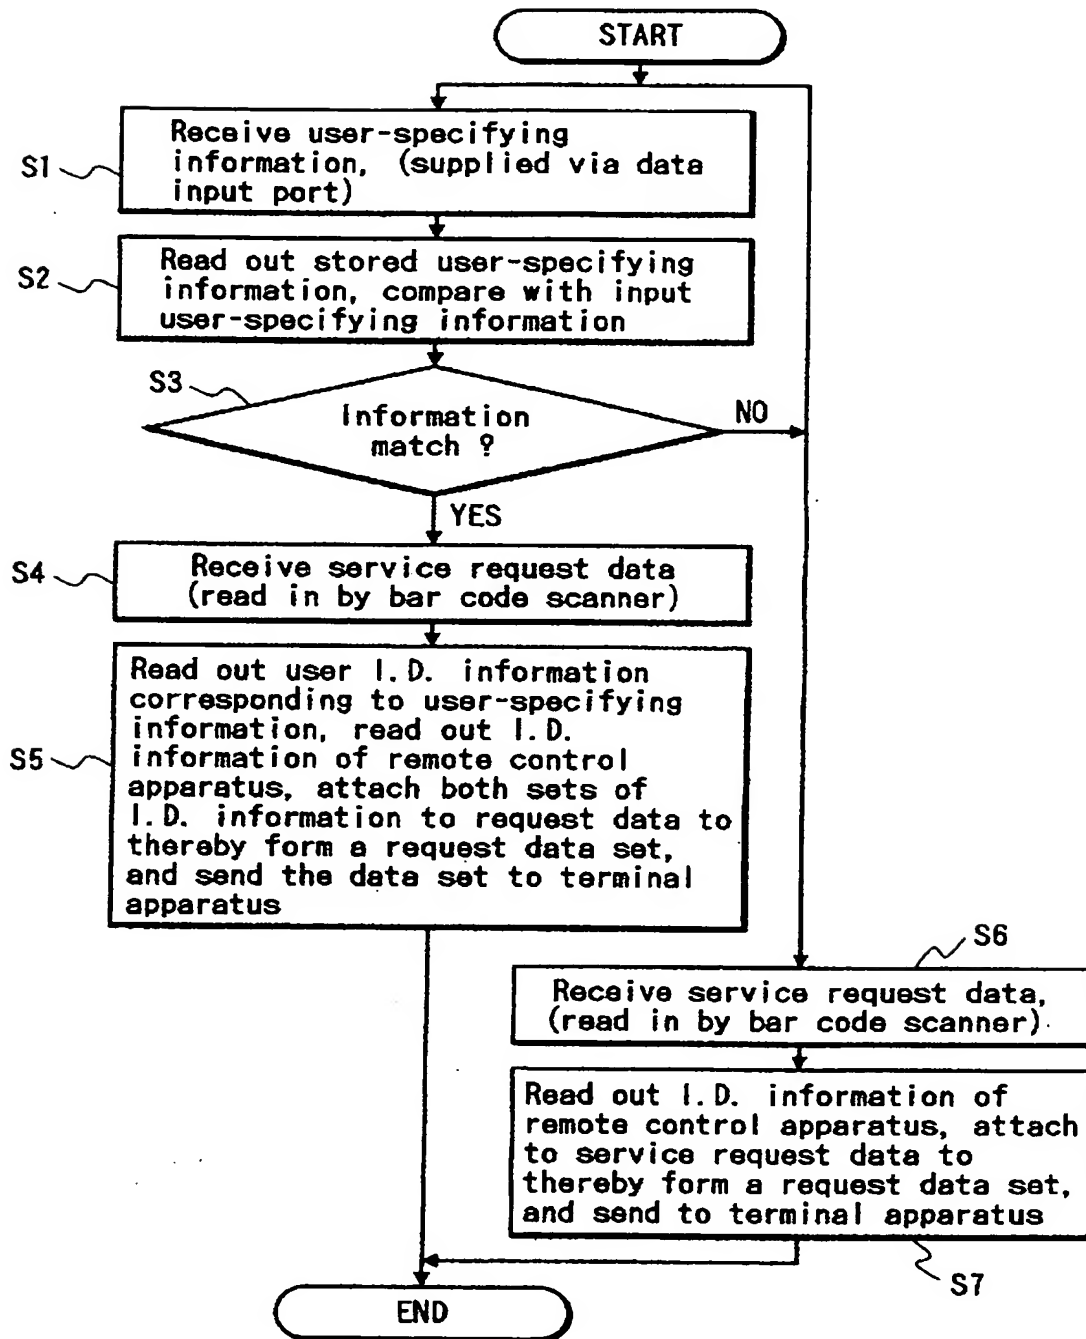 START
S1
Receive user-specifying
information, (supplied via data
input port)
S2
Read out stored user-specifying
information, compare with input
user-specifying information
S3
Information
match ?
NO
YES
S4
Receive service request data
(read in by bar code scanner)
S5
Read out user I.D. information
corresponding to user-specifying
information, read out I.D.
information of remote control
apparatus, attach both sets of
I.D. information to request data to
thereby form a request data set,
and send the data set to terminal
apparatus
S6
Receive service request data,
(read in by bar code scanner)
Read out I.D. information of
remote control apparatus, attach
to service request data to
thereby form a request data set,
and send to terminal apparatus
S7
END